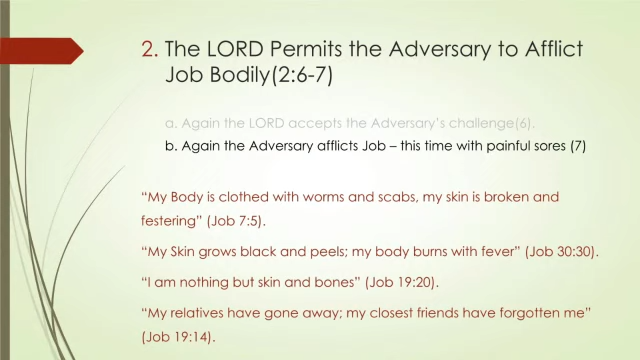 2. The LORD Permits the Adversary to Afflict
Job Bodily(2:6-7)
a. Again the LORD accepts the Adversary's challenge(6).
b. Again the Adversary afflicts Job – this time with painful sores (7)
“My Body is clothed with worms and scabs, my skin is broken and
festering” (Job 7:5).
“My Skin grows black and peels; my body burns with fever” (Job 30:30).
“I am nothing but skin and bones” (Job 19:20).
“My relatives have gone away; my closest friends have forgotten me”
(Job 19:14).